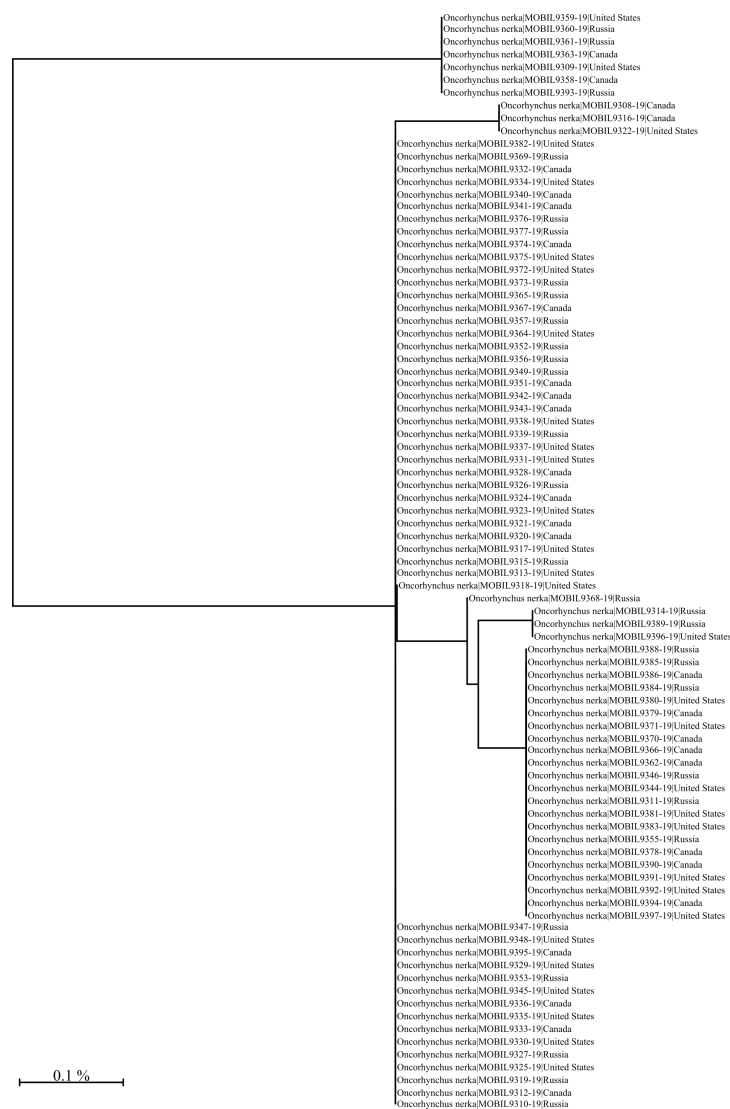 Oncorhynchus nerka|MOBIL9359-19|United States
Oncorhynchus nerka|MOBIL9360-19|Russia
Oncorhynchus nerka|MOBIL9361-19|Russia
Oncorhynchus nerka|MOBIL9363-19|Canada
Oncorhynchus nerka|MOBIL9309-19|United States
Oncorhynchus nerka|MOBIL9358-19|Canada
Oncorhynchus nerka|MOBIL9393-19|Russia
Oncorhynchus nerka|MOBIL9308-19|Canada
Oncorhynchus nerka|MOBIL9316-19|Canada
Oncorhynchus nerka|MOBIL9322-19|United States
Oncorhynchus nerka|MOBIL9382-19|United States
Oncorhynchus nerka|MOBIL9369-19|Russia
Oncorhynchus nerka|MOBIL9332-19|Canada
Oncorhynchus nerka|MOBIL9334-19|United States
Oncorhynchus nerka|MOBIL9340-19|Canada
Oncorhynchus nerka|MOBIL9341-19|Canada
Oncorhynchus nerka|MOBIL9376-19|Russia
Oncorhynchus nerka|MOBIL9377-19|Russia
Oncorhynchus nerka|MOBIL9374-19|Canada
Oncorhynchus nerka|MOBIL9375-19|United States
Oncorhynchus nerka|MOBIL9372-19|United States
Oncorhynchus nerka|MOBIL9373-19|Russia
Oncorhynchus nerka|MOBIL9365-19|Russia
Oncorhynchus nerka|MOBIL9367-19|Canada
Oncorhynchus nerka|MOBIL9357-19|Russia
Oncorhynchus nerka|MOBIL9364-19|United States
Oncorhynchus nerka|MOBIL9352-19|Russia
Oncorhynchus nerka|MOBIL9356-19|Russia
Oncorhynchus nerka|MOBIL9349-19|Russia
Oncorhynchus nerka|MOBIL9351-19|Canada
Oncorhynchus nerka|MOBIL9342-19|Canada
Oncorhynchus nerka|MOBIL9343-19|Canada
Oncorhynchus nerka|MOBIL9338-19|United States
Oncorhynchus nerka|MOBIL9339-19|Russia
Oncorhynchus nerka|MOBIL9337-19|United States
Oncorhynchus nerka|MOBIL9331-19|United States
Oncorhynchus nerka|MOBIL9328-19|Canada
Oncorhynchus nerka|MOBIL9326-19|Russia
Oncorhynchus nerka|MOBIL9324-19|Canada
Oncorhynchus nerka|MOBIL9323-19|United States
Oncorhynchus nerka|MOBIL9321-19|Canada
Oncorhynchus nerka|MOBIL9320-19|Canada
Oncorhynchus nerka|MOBIL9317-19|United States
Oncorhynchus nerka|MOBIL9315-19|Russia
Oncorhynchus nerka|MOBIL9313-19|United States
Oncorhynchus nerka|MOBIL9318-19|United States
Oncorhynchus nerka|MOBIL9368-19|Russia
Oncorhynchus nerka|MOBIL9314-19|Russia
Oncorhynchus nerka|MOBIL9389-19|Russia
Oncorhynchus nerka|MOBIL9396-19|United States
Oncorhynchus nerka|MOBIL9388-19|Russia
Oncorhynchus nerka|MOBIL9385-19|Russia
Oncorhynchus nerka|MOBIL9386-19|Canada
Oncorhynchus nerka|MOBIL9384-19|Russia
Oncorhynchus nerka|MOBIL9380-19|United States
Oncorhynchus nerka|MOBIL9379-19|Canada
Oncorhynchus nerka|MOBIL9371-19|United States
Oncorhynchus nerka|MOBIL9370-19|Canada
Oncorhynchus nerka|MOBIL9366-19|Canada
Oncorhynchus nerka|MOBIL9362-19|Canada
Oncorhynchus nerka|MOBIL9346-19|Russia
Oncorhynchus nerka|MOBIL9344-19|United States
Oncorhynchus nerka|MOBIL9311-19|Russia
Oncorhynchus nerka|MOBIL9381-19|United States
Oncorhynchus nerka|MOBIL9383-19|United States
Oncorhynchus nerka|MOBIL9355-19|Russia
Oncorhynchus nerka|MOBIL9378-19|Canada
Oncorhynchus nerka|MOBIL9390-19|Canada
Oncorhynchus nerka|MOBIL9391-19|United States
Oncorhynchus nerka|MOBIL9392-19|United States
Oncorhynchus nerka|MOBIL9394-19|Canada
Oncorhynchus nerka|MOBIL9397-19|United States
Oncorhynchus nerka|MOBIL9347-19|Russia
Oncorhynchus nerka|MOBIL9348-19|United States
Oncorhynchus nerka|MOBIL9395-19|Canada
Oncorhynchus nerka|MOBIL9329-19|United States
Oncorhynchus nerka|MOBIL9353-19|Russia
Oncorhynchus nerka|MOBIL9345-19|United States
Oncorhynchus nerka|MOBIL9336-19|Canada
Oncorhynchus nerka|MOBIL9335-19|United States
Oncorhynchus nerka|MOBIL9333-19|Canada
Oncorhynchus nerka|MOBIL9330-19|United States
Oncorhynchus nerka|MOBIL9327-19|Russia
Oncorhynchus nerka|MOBIL9325-19|United States
Oncorhynchus nerka|MOBIL9319-19|Russia
Oncorhynchus nerka|MOBIL9312-19|Canada
Oncorhynchus nerka|MOBIL9310-19|Russia
0.1 %